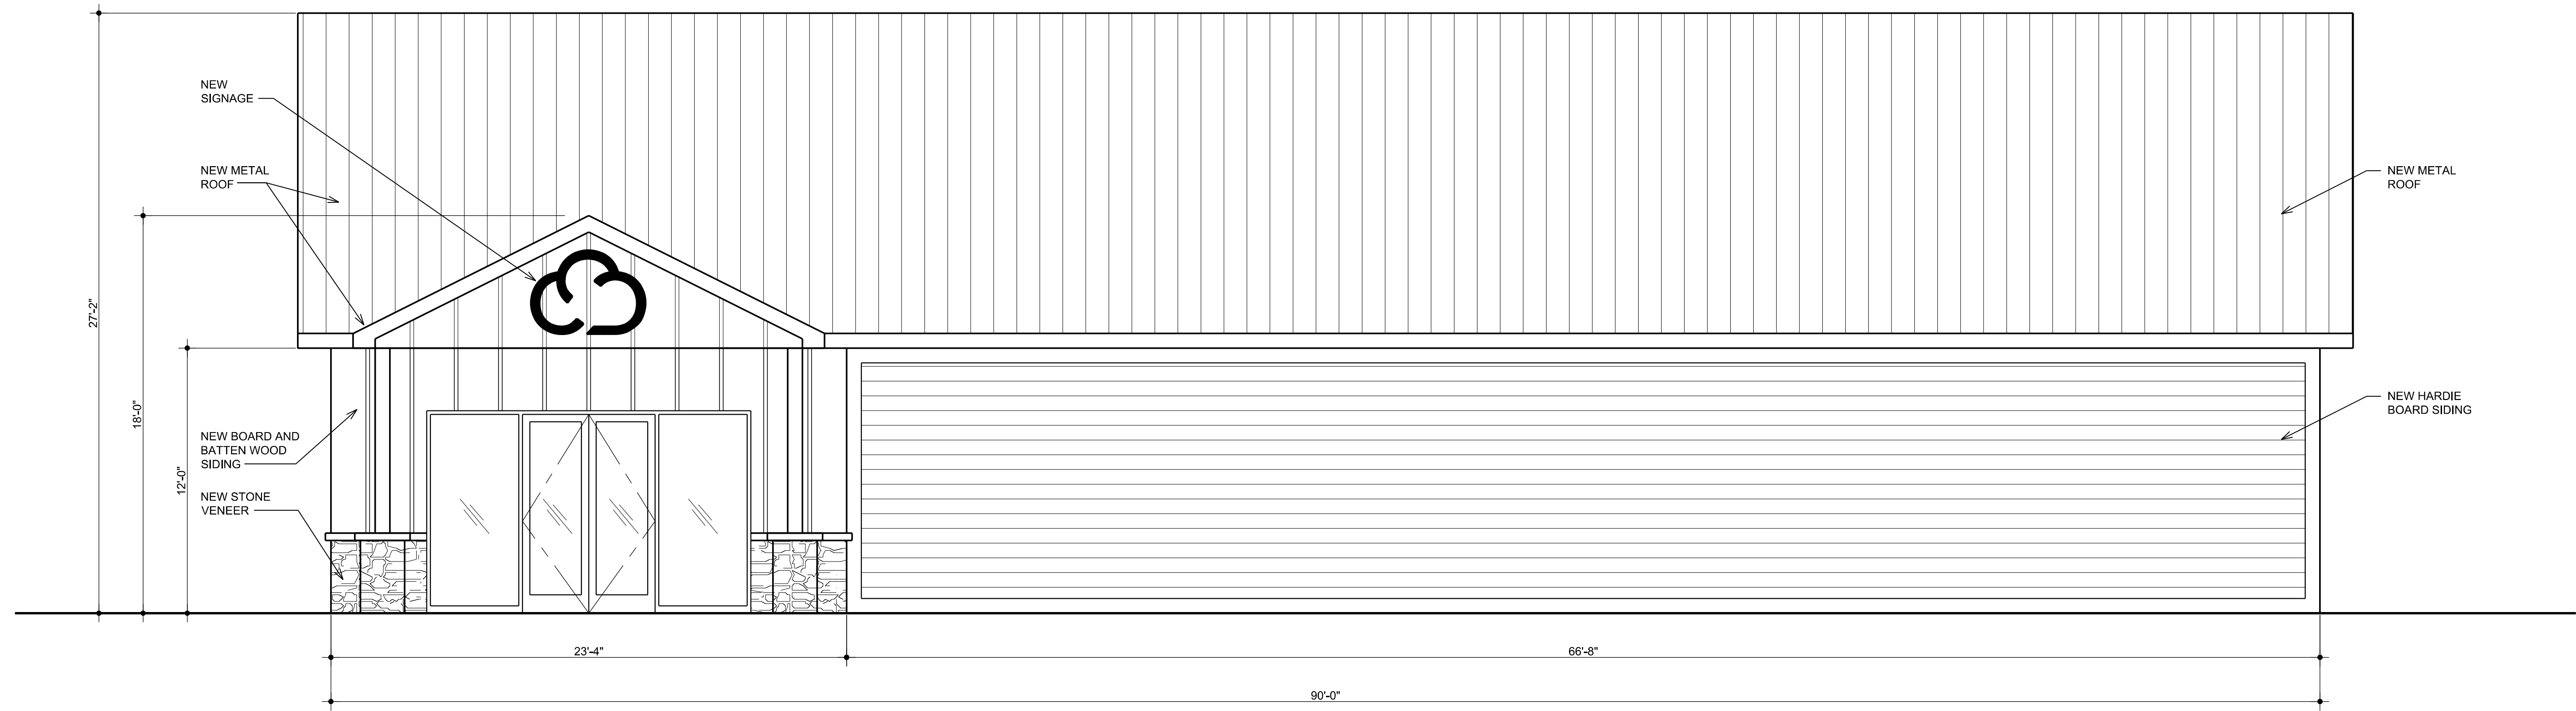 NEW
SIGNAGE
NEW METAL
ROOF
NEW METAL
ROOF
27'-2"
18'-0"
12'-0"
NEW HARDIE
BOARD SIDING
NEW BOARD AND
BATTEN WOOD
SIDING
NEW STONE
VENEER
23'-4"
66'-8"
90'-0"